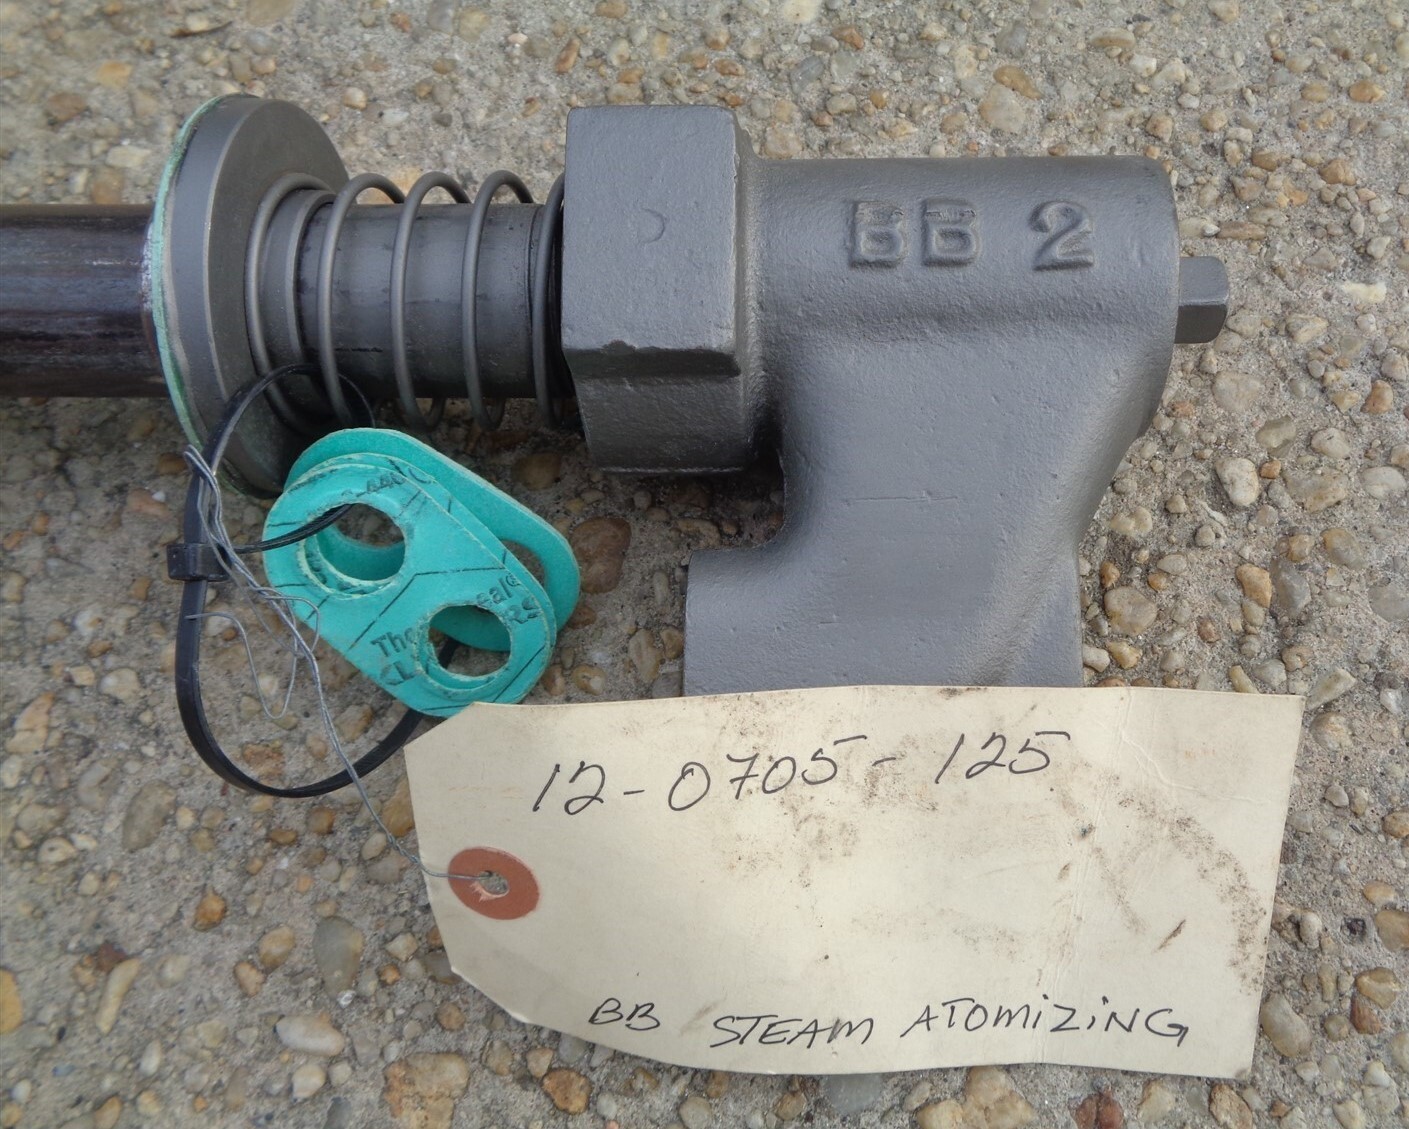 BB 2
12-0705-125
BB STEAM ATOMiZiNG